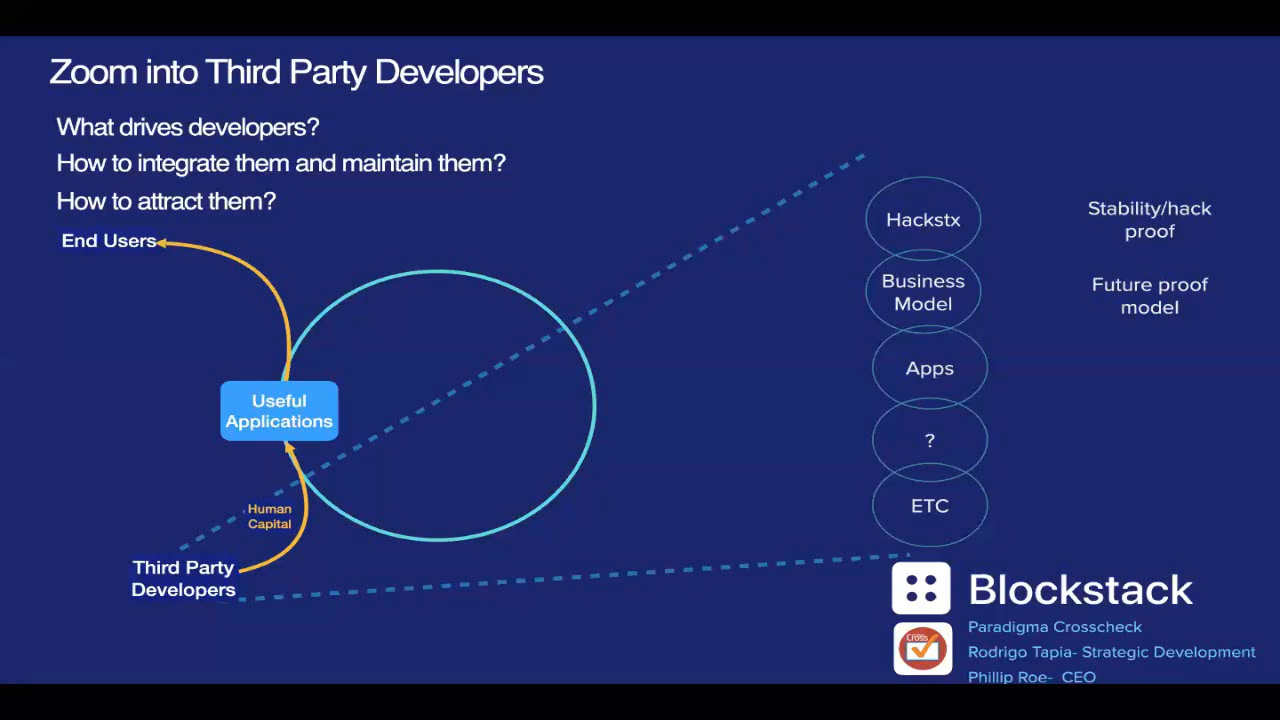 Zoom into Third Party Developers
What drives developers?
How to integrate them and maintain them?
How to attract them?
End Users
Useful
Applications
Human
Capital
Third Party
Developers
Hackstx
Stability/hack
proof
Business
Model
Future proof
model
Apps
?
ETC
Blockstack
Cross
Paradigma Crosscheck
Rodrigo Tapia- Strategic Development
Phillip Roe-  CEO